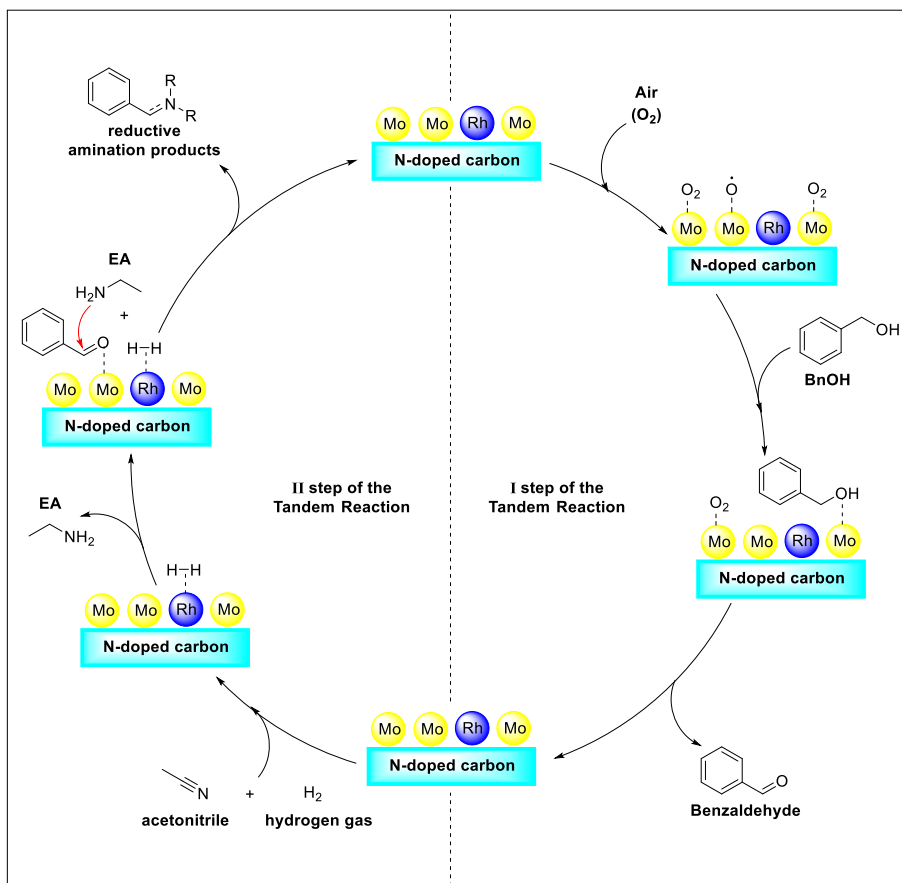 Mo Mo Rh Mo
N-doped carbon
Air
(O2)
O2 O O2
Mo Mo Rh Mo
N-doped carbon
OH
BnOH
OH
O2
Mo Mo Rh Mo
N-doped carbon
I step of the
Tandem Reaction
O
Benzaldehyde
Mo Mo Rh Mo
N-doped carbon
N + H2
acetonitrile hydrogen gas
H H
Mo Mo Rh Mo
N-doped carbon
EA
NH2
II step of the
Tandem Reaction
EA
H2N
+
O
H H
Mo Mo Rh Mo
N-doped carbon
R
N
R
reductive
amination products